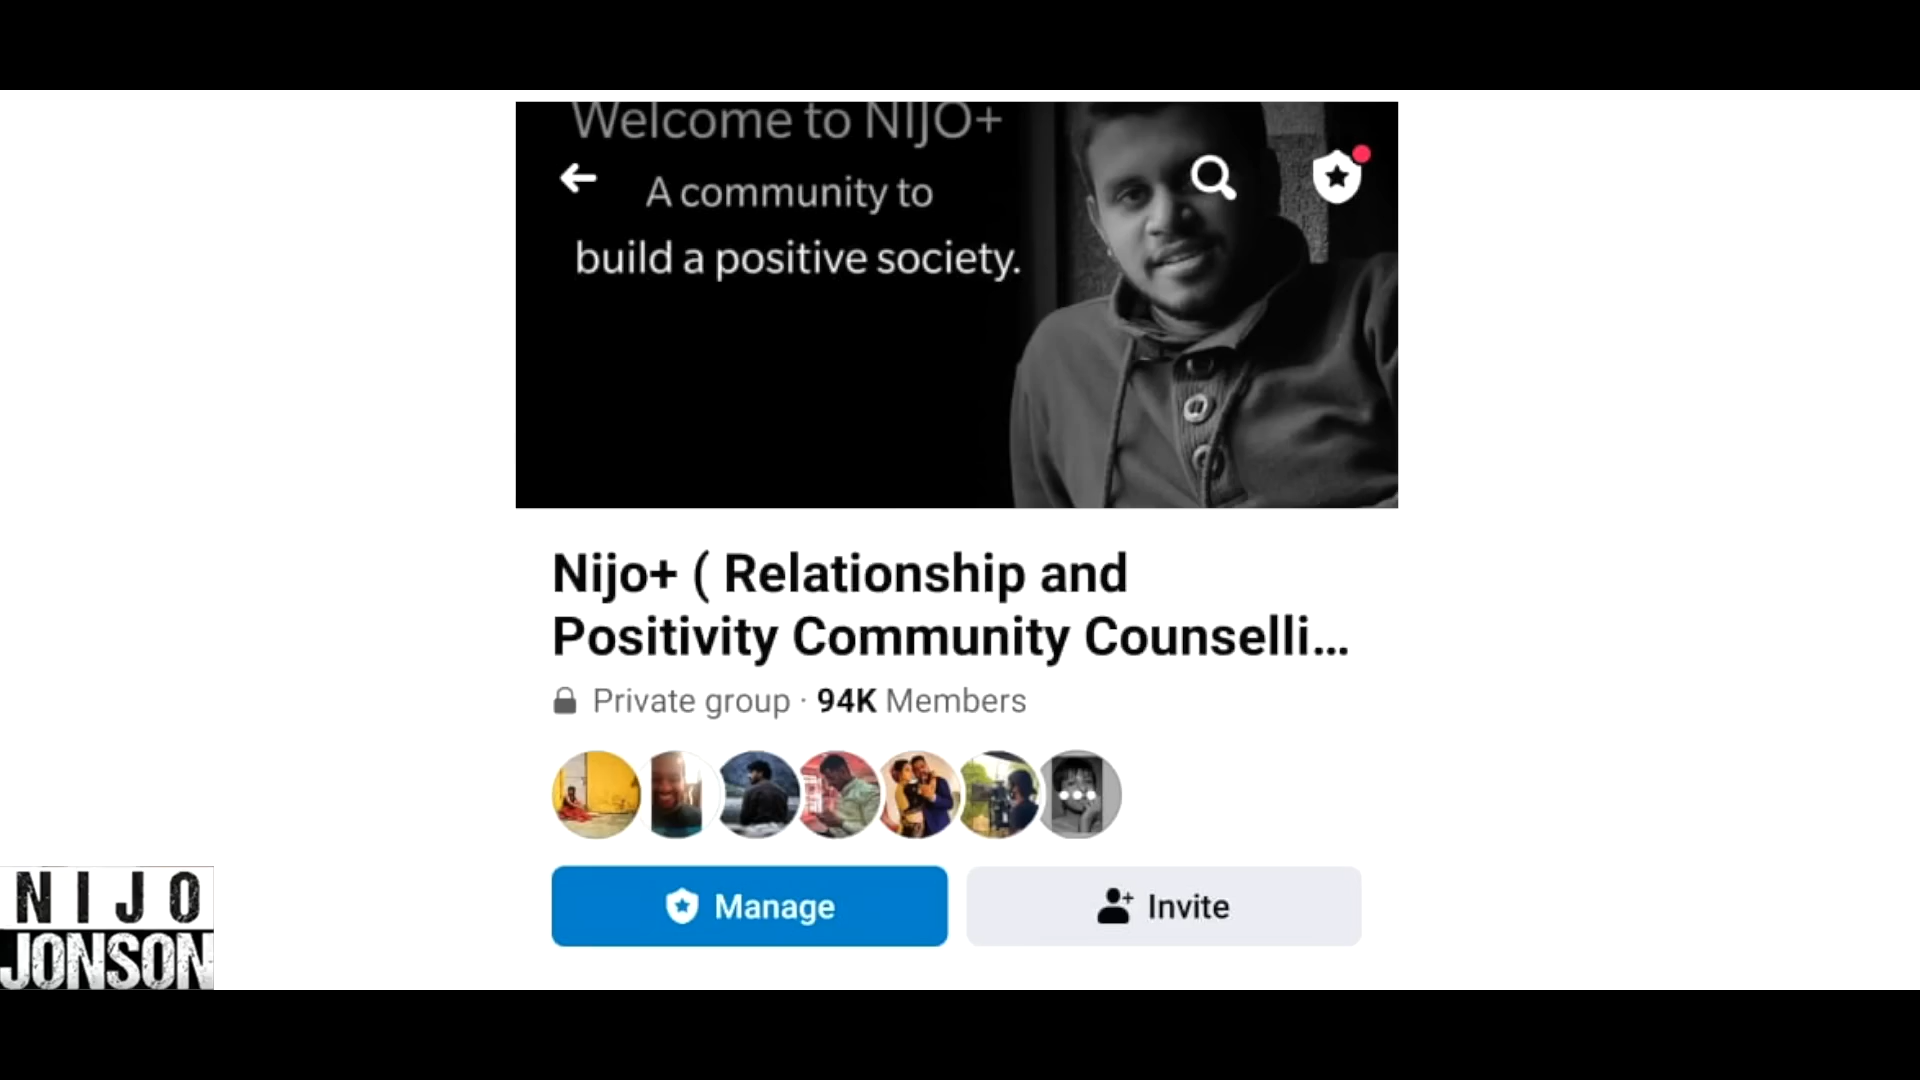 Welcome to NIJO+
A community to
build a positive society.
Nijo+ ( Relationship and
Positivity Community Counselli...
Private group · 94K Members
Manage
Invite
NIJO
JONSON